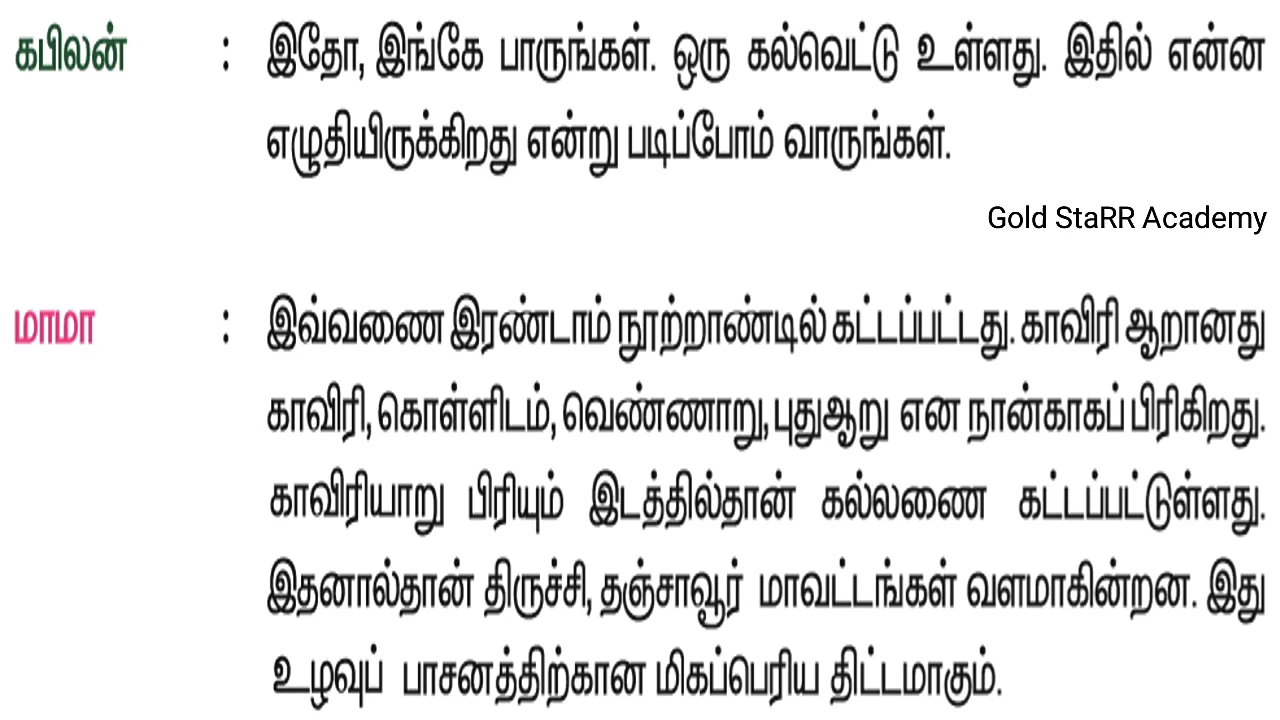 கபிலன் : இதோ, இங்கே பாருங்கள். ஒரு கல்வெட்டு உள்ளது. இதில் என்ன
எழுதியிருக்கிறது என்று படிப்போம் வாருங்கள்.
Gold StaRR Academy
மாமா : இவ்வணை இரண்டாம் நூற்றாண்டில் கட்டப்பட்டது. காவிரி ஆறானது
காவிரி, கொள்ளிடம், வெண்ணாறு, புதுஆறு என நான்காகப் பிரிகிறது.
காவிரியாறு பிரியும் இடத்தில்தான் கல்லணை கட்டப்பட்டுள்ளது.
இதனால்தான் திருச்சி, தஞ்சாவூர் மாவட்டங்கள் வளமாகின்றன. இது
உழவுப் பாசனத்திற்கான மிகப்பெரிய திட்டமாகும்.